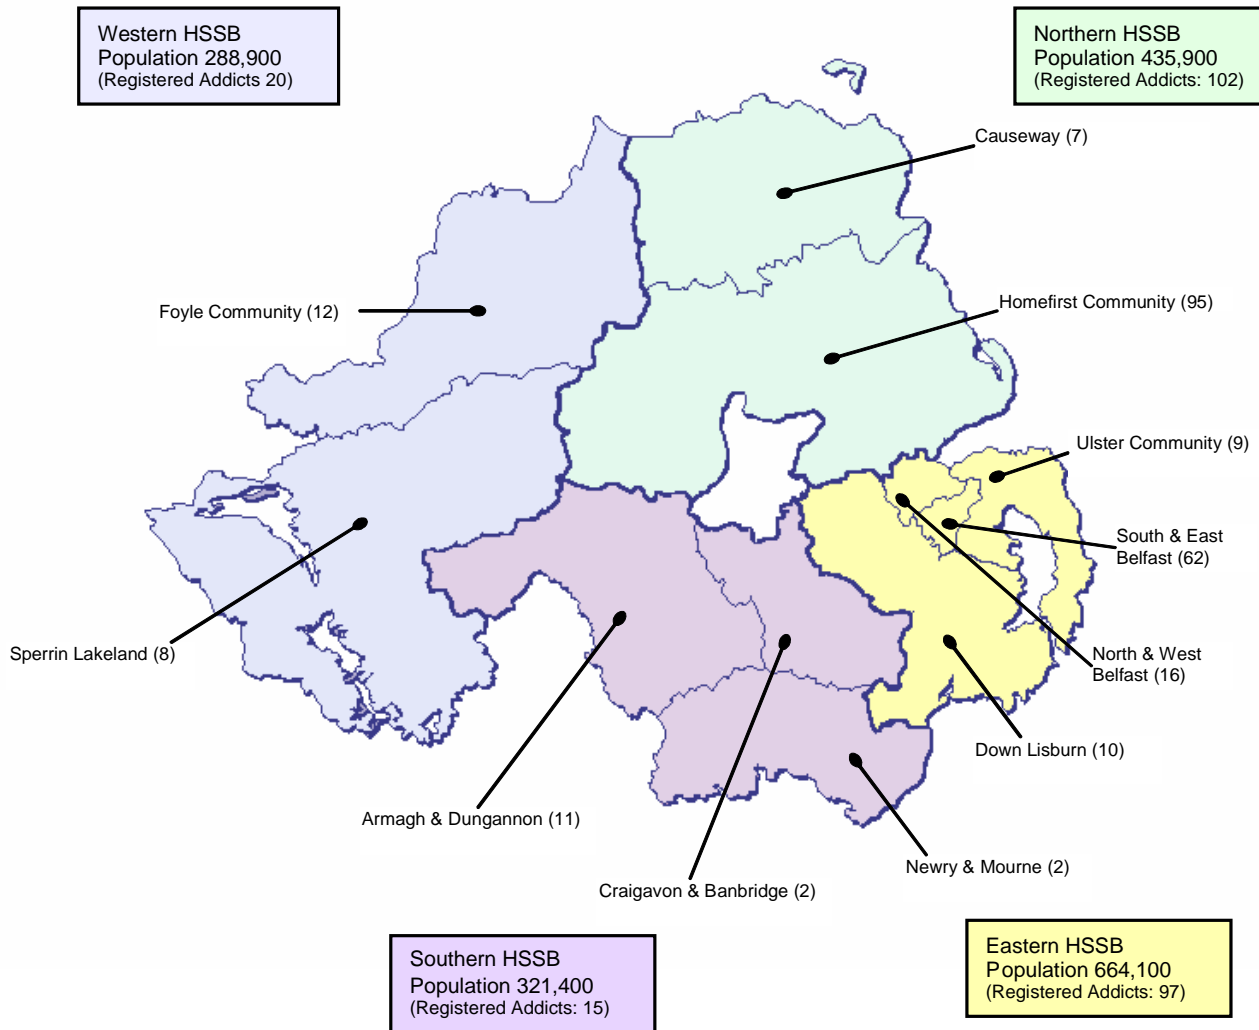 Western HSSB
Population 288,900
(Registered Addicts 20)
Northern HSSB
Population 435,900
(Registered Addicts: 102)
Causeway (7)
Foyle Community (12)
Homefirst Community (95)
Ulster Community (9)
South & East
Belfast (62)
North & West
Belfast (16)
Sperrin Lakeland (8)
Down Lisburn (10)
Armagh & Dungannon (11)
Newry & Mourne (2)
Craigavon & Banbridge (2)
Southern HSSB
Population 321,400
(Registered Addicts: 15)
Eastern HSSB
Population 664,100
(Registered Addicts: 97)